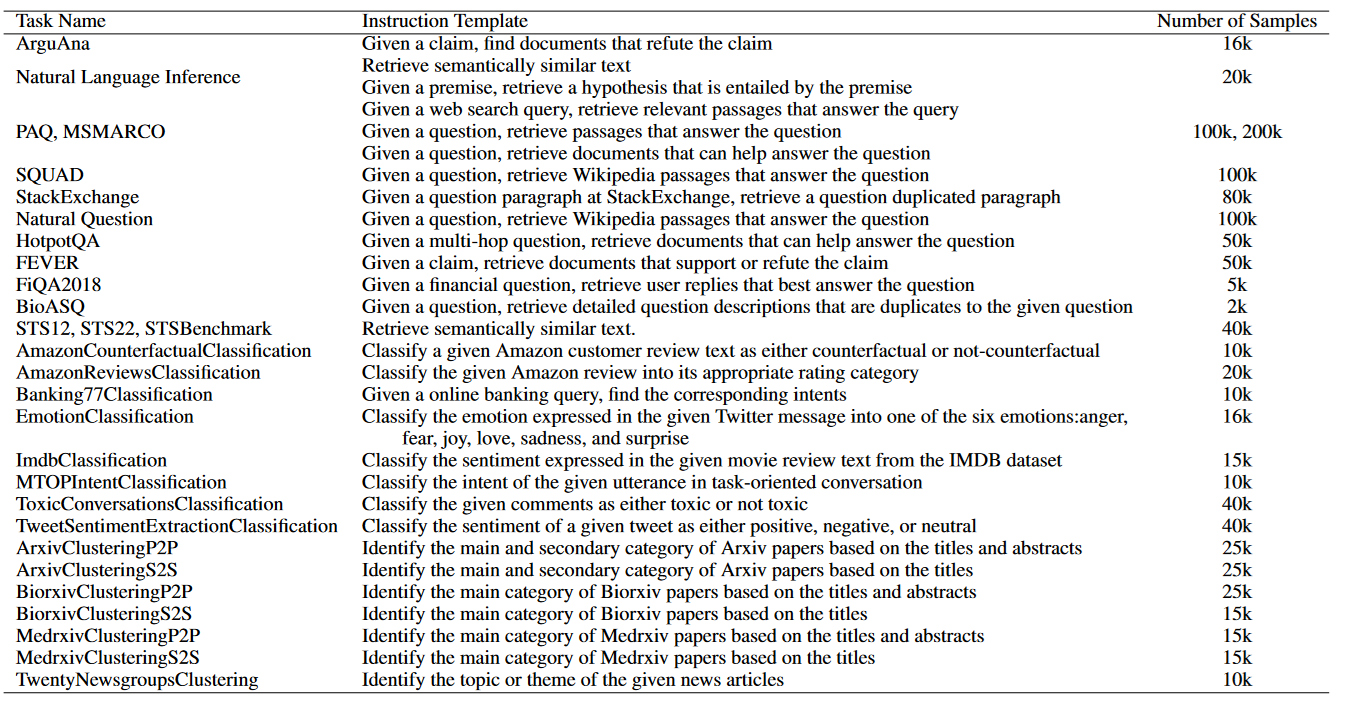 Task Name Instruction Template Number of Samples
ArguAna Given a claim, find documents that refute the claim 16k
Retrieve semantically similar text
Natural Language Inference 20k
Given a premise, retrieve a hypothesis that is entailed by the premise
Given a web search query, retrieve relevant passages that answer the query
PAQ, MSMARCO Given a question, retrieve passages that answer the question 100k, 200k
Given a question, retrieve documents that can help answer the question
SQUAD Given a question, retrieve Wikipedia passages that answer the question 100k
StackExchange Given a question paragraph at StackExchange, retrieve a question duplicated paragraph 80k
Natural Question Given a question, retrieve Wikipedia passages that answer the question 100k
HotpotQA Given a multi-hop question, retrieve documents that can help answer the question 50k
FEVER Given a claim, retrieve documents that support or refute the claim 50k
FiQA2018 Given a financial question, retrieve user replies that best answer the question 5k
BioASQ Given a question, retrieve detailed question descriptions that are duplicates to the given question 2k
STS12, STS22, STSBenchmark Retrieve semantically similar text. 40k
AmazonCounterfactualClassification Classify a given Amazon customer review text as either counterfactual or not-counterfactual 10k
AmazonReviewsClassification Classify the given Amazon review into its appropriate rating category 20k
Banking77Classification Given a online banking query, find the corresponding intents 10k
EmotionClassification Classify the emotion expressed in the given Twitter message into one of the six emotions:anger, 16k
fear, joy, love, sadness, and surprise
ImdbClassification Classify the sentiment expressed in the given movie review text from the IMDB dataset 15k
MTOPIntentClassification Classify the intent of the given utterance in task-oriented conversation 10k
ToxicConversationsClassification Classify the given comments as either toxic or not toxic 40k
TweetSentimentExtractionClassification Classify the sentiment of a given tweet as either positive, negative, or neutral 40k
ArxivClusteringP2P Identify the main and secondary category of Arxiv papers based on the titles and abstracts 25k
ArxivClusteringS2S Identify the main and secondary category of Arxiv papers based on the titles 25k
BiorxivClusteringP2P Identify the main category of Biorxiv papers based on the titles and abstracts 25k
BiorxivClusteringS2S Identify the main category of Biorxiv papers based on the titles 15k
MedrxivClusteringP2P Identify the main category of Medrxiv papers based on the titles and abstracts 15k
MedrxivClusteringS2S Identify the main category of Medrxiv papers based on the titles 15k
TwentyNewsgroupsClustering Identify the topic or theme of the given news articles 10k